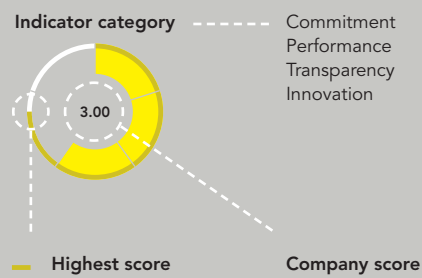 Indicator category
Commitment
Performance
Transparency
Innovation
3.00
Highest score
Company score